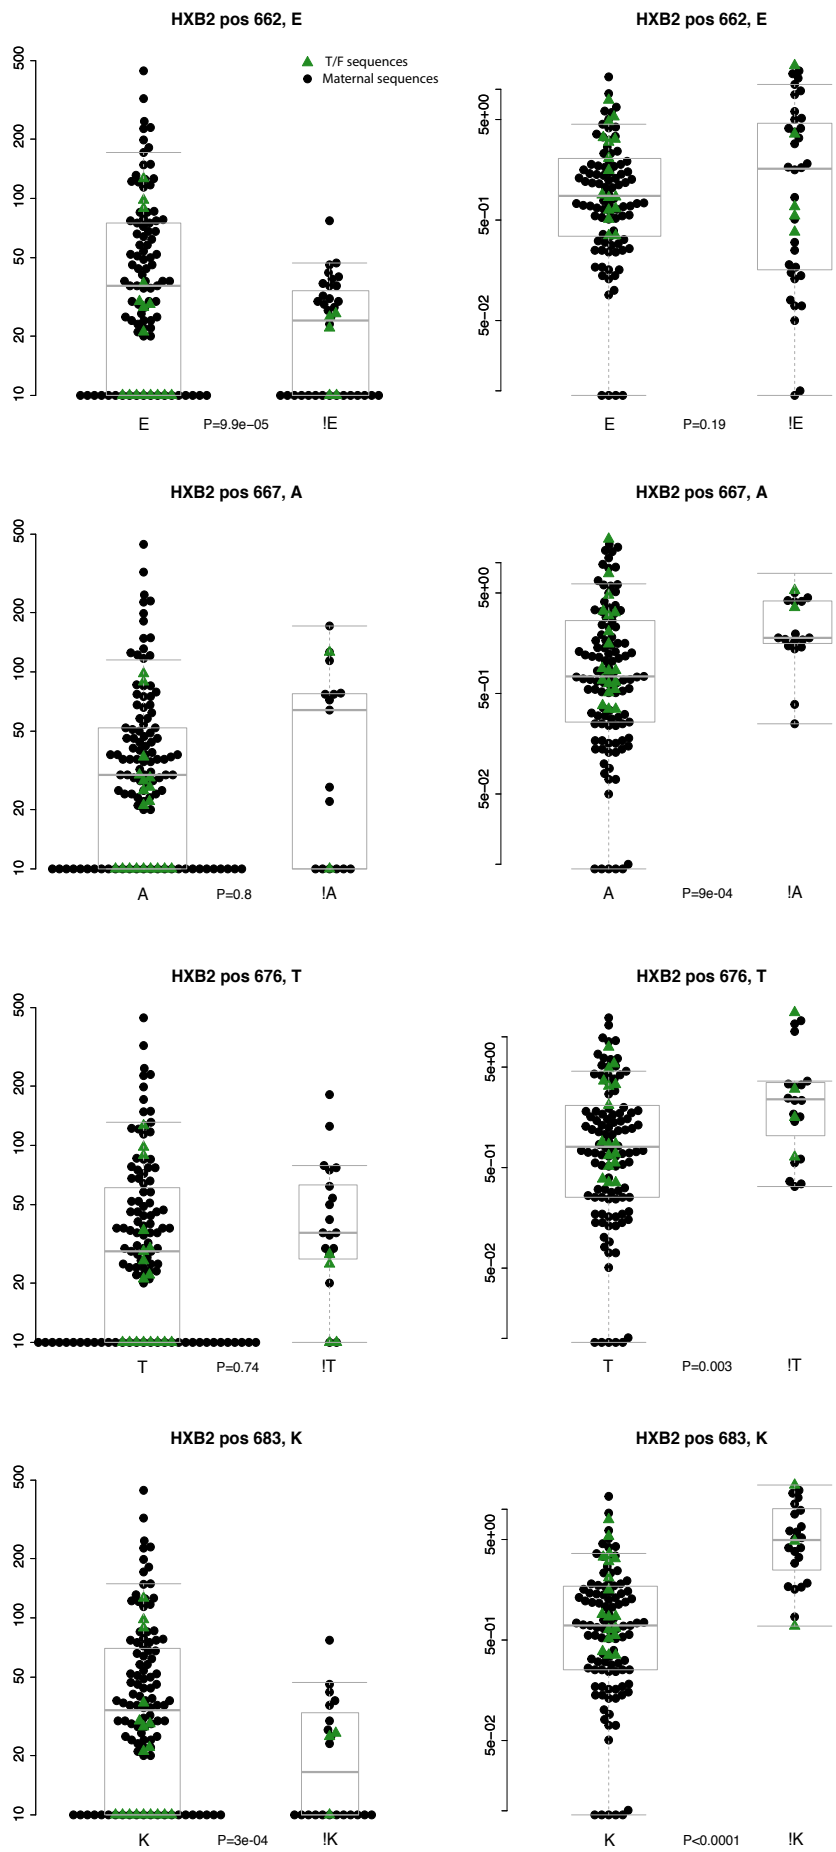 HXB2 pos 662, E
HXB2 pos 662, E
T/F sequences
Maternal sequences
500
200
100
50
20
10
5e+00
5e−01
5e−02
E
P=9.9e−05
!E
E
P=0.19
!E
HXB2 pos 667, A
HXB2 pos 667, A
500
200
100
50
20
10
5e+00
5e−01
5e−02
A
P=0.8
!A
A
P=9e−04
!A
HXB2 pos 676, T
HXB2 pos 676, T
500
200
100
50
20
10
5e+00
5e−01
5e−02
T
P=0.74
!T
T
P=0.003
!T
HXB2 pos 683, K
HXB2 pos 683, K
500
200
100
50
20
10
5e+00
5e−01
5e−02
K
P=3e−04
!K
K
P<0.0001
!K